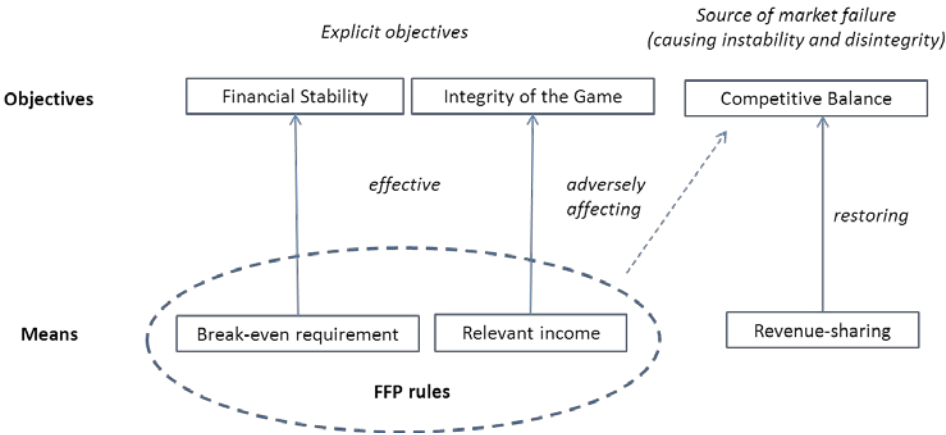 Explicit objectives
Source of market failure
(causing instability and disintegrity)
Objectives
Financial Stability
Integrity of the Game
Competitive Balance
effective
adversely
affecting
restoring
Means
Break-even requirement
Relevant income
Revenue-sharing
FFP rules